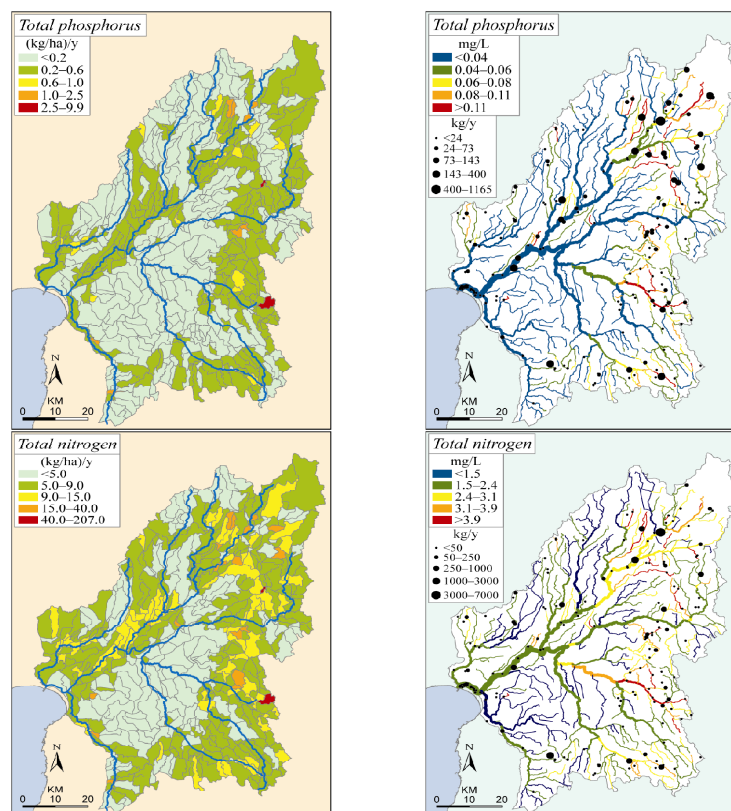 Total phosphorus
(kg/ha)/y
<0.2
0.2–0.6
0.6–1.0
1.0–2.5
2.5–9.9
N
KM
0 10 20
Total phosphorus
mg/L
<0.04
0.04–0.06
0.06–0.08
0.08–0.11
>0.11
kg/y
<24
24–73
73–143
143–400
400–1165
N
KM
0 10 20
Total nitrogen
(kg/ha)/y
<5.0
5.0–9.0
9.0–15.0
15.0–40.0
40.0–207.0
N
KM
0 10 20
Total nitrogen
mg/L
<1.5
1.5–2.4
2.4–3.1
3.1–3.9
>3.9
kg/y
<50
50–250
250–1000
1000–3000
3000–7000
N
KM
0 10 20